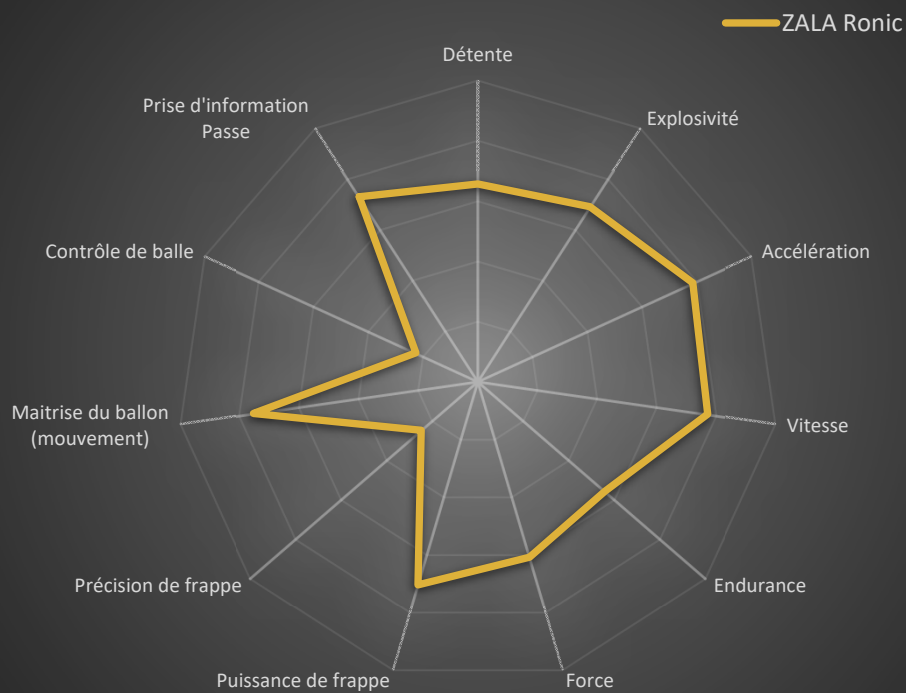 ZALA Ronic
Détente
Explosivité
Accélération
Vitesse
Endurance
Force
Puissance de frappe
Précision de frappe
Maitrise du ballon
(mouvement)
Contrôle de balle
Prise d'information
Passe